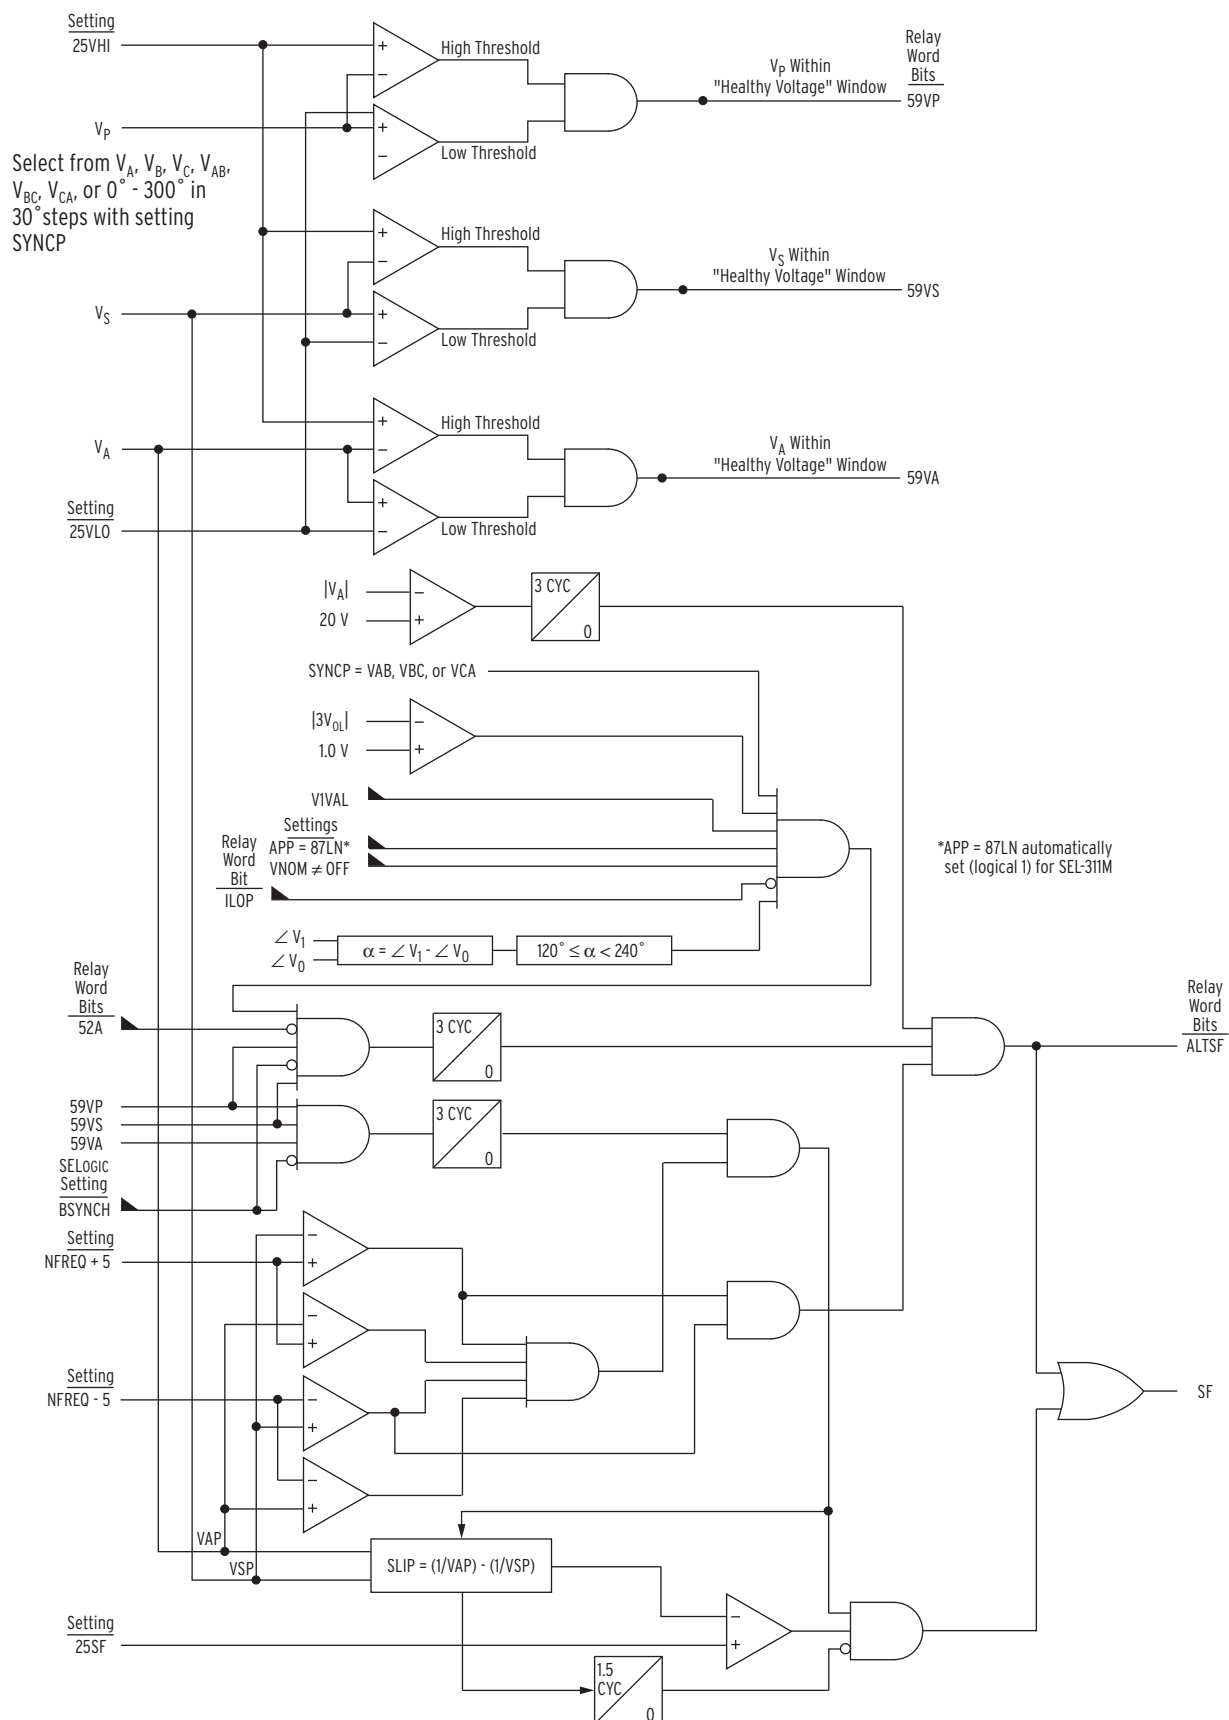 Setting
25VHI
+
−
High Threshold
VP Within
"Healthy Voltage" Window
Relay
Word
Bits
59VP
VP
+
−
Low Threshold
Select from VA, VB, VC, VAB,
VBC, VCA, or 0˚ - 300˚ in
30˚steps with setting
SYNCP
+
−
High Threshold
VS Within
"Healthy Voltage" Window
59VS
VS
+
−
Low Threshold
+
−
High Threshold
VA Within
"Healthy Voltage" Window
59VA
VA
+
−
Low Threshold
Setting
25VLO
|VA|
20 V
−
+
3 CYC
0
SYNCP = VAB, VBC, or VCA
|3VOL|
1.0 V
−
+
V1VAL
Settings
APP = 87LN*
VNOM ≠ OFF
Relay
Word
Bit
ILOP
*APP = 87LN automatically
set (logical 1) for SEL-311M
∠ V1
∠ V0
α = ∠ V1 - ∠ V0
120˚ ≤ α < 240˚
Relay
Word
Bits
52A
3 CYC
0
Relay
Word
Bits
ALTSF
59VP
59VS
59VA
3 CYC
0
SELOGIC
Setting
BSYNCH
Setting
NFREQ + 5
−
+
−
+
Setting
NFREQ - 5
−
+
−
+
SF
VAP
VSP
SLIP = (1/VAP) - (1/VSP)
−
+
Setting
25SF
1.5
CYC
0